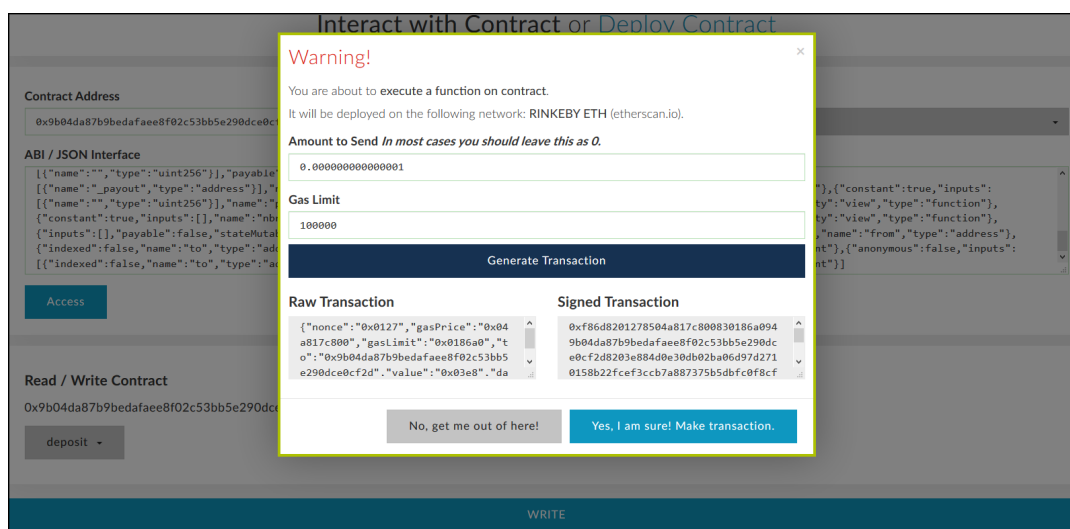 Interact with Contract or Deploy Contract
Warning!
×
You are about to execute a function on contract.
It will be deployed on the following network: RINKEBY ETH (etherscan.io).
Amount to Send In most cases you should leave this as 0.
0.000000000000001
Gas Limit
100000
Generate Transaction
Raw Transaction
{"nonce":"0x0127","gasPrice":"0x04
a817c800","gasLimit":"0x0186a0","t
o":"0x9b04da87b9bedafaee8f02c53bb5
e290dce0cf2d"."value":"0x03e8"."da
Signed Transaction
0xf86d8201278504a817c800830186a094
9b04da87b9bedafaee8f02c53bb5e290dc
e0cf2d8203e884d0e30db02ba06d97d271
0158b22fcef3ccb7a887375b5dbfc0f8cf
No, get me out of here!
Yes, I am sure! Make transaction.
Contract Address
0x9b04da87b9bedafaee8f02c53bb5e290dce0c
ABI / JSON Interface
[{"name":"","type":"uint256"}],"payable"
[{"name":"_payout","type":"address"}],"
[{"name":"","type":"uint256"}],"name":"
{"constant":true,"inputs":[],"name":"nb
{"inputs":[],"payable":false,"stateMuta
{"indexed":false,"name":"to","type":"ad
[{"indexed":false,"name":"to","type":"a
"},{"constant":true,"inputs":
ty":"view","type":"function"},
ty":"view","type":"function"},
,"name":"from","type":"address"},
nt"},{"anonymous":false,"inputs":
nt"}]
Access
Read / Write Contract
0x9b04da87b9bedafaee8f02c53bb5e290dce
deposit
WRITE